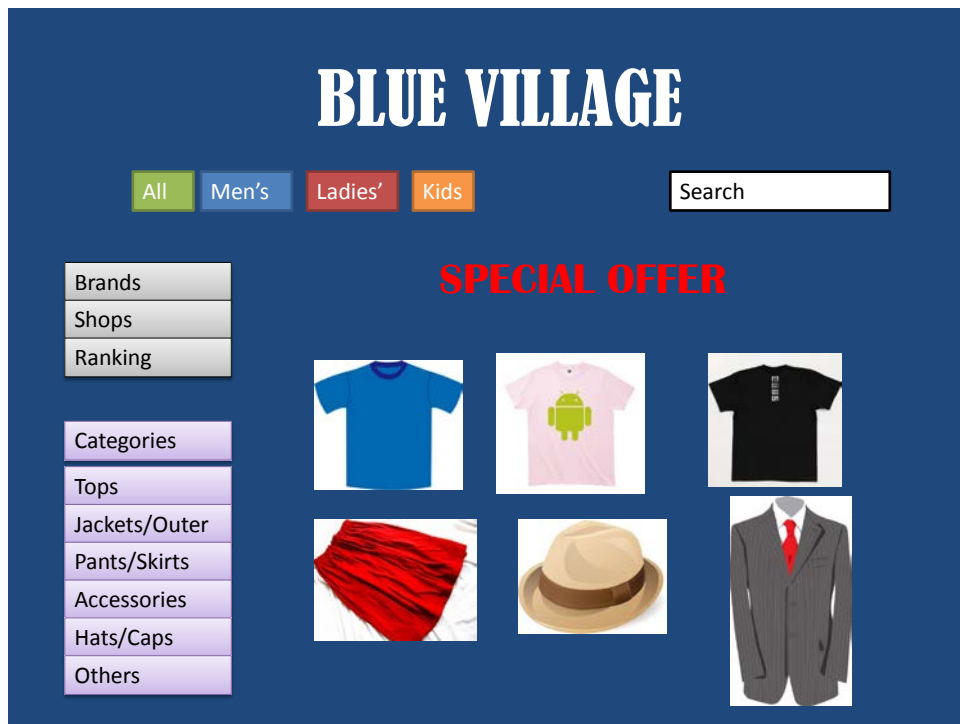 BLUE VILLAGE
All
Men’s
Ladies’
Kids
Search
SPECIAL OFFER
Brands
Shops
Ranking
Categories
Tops
Jackets/Outer
Pants/Skirts
Accessories
Hats/Caps
Others